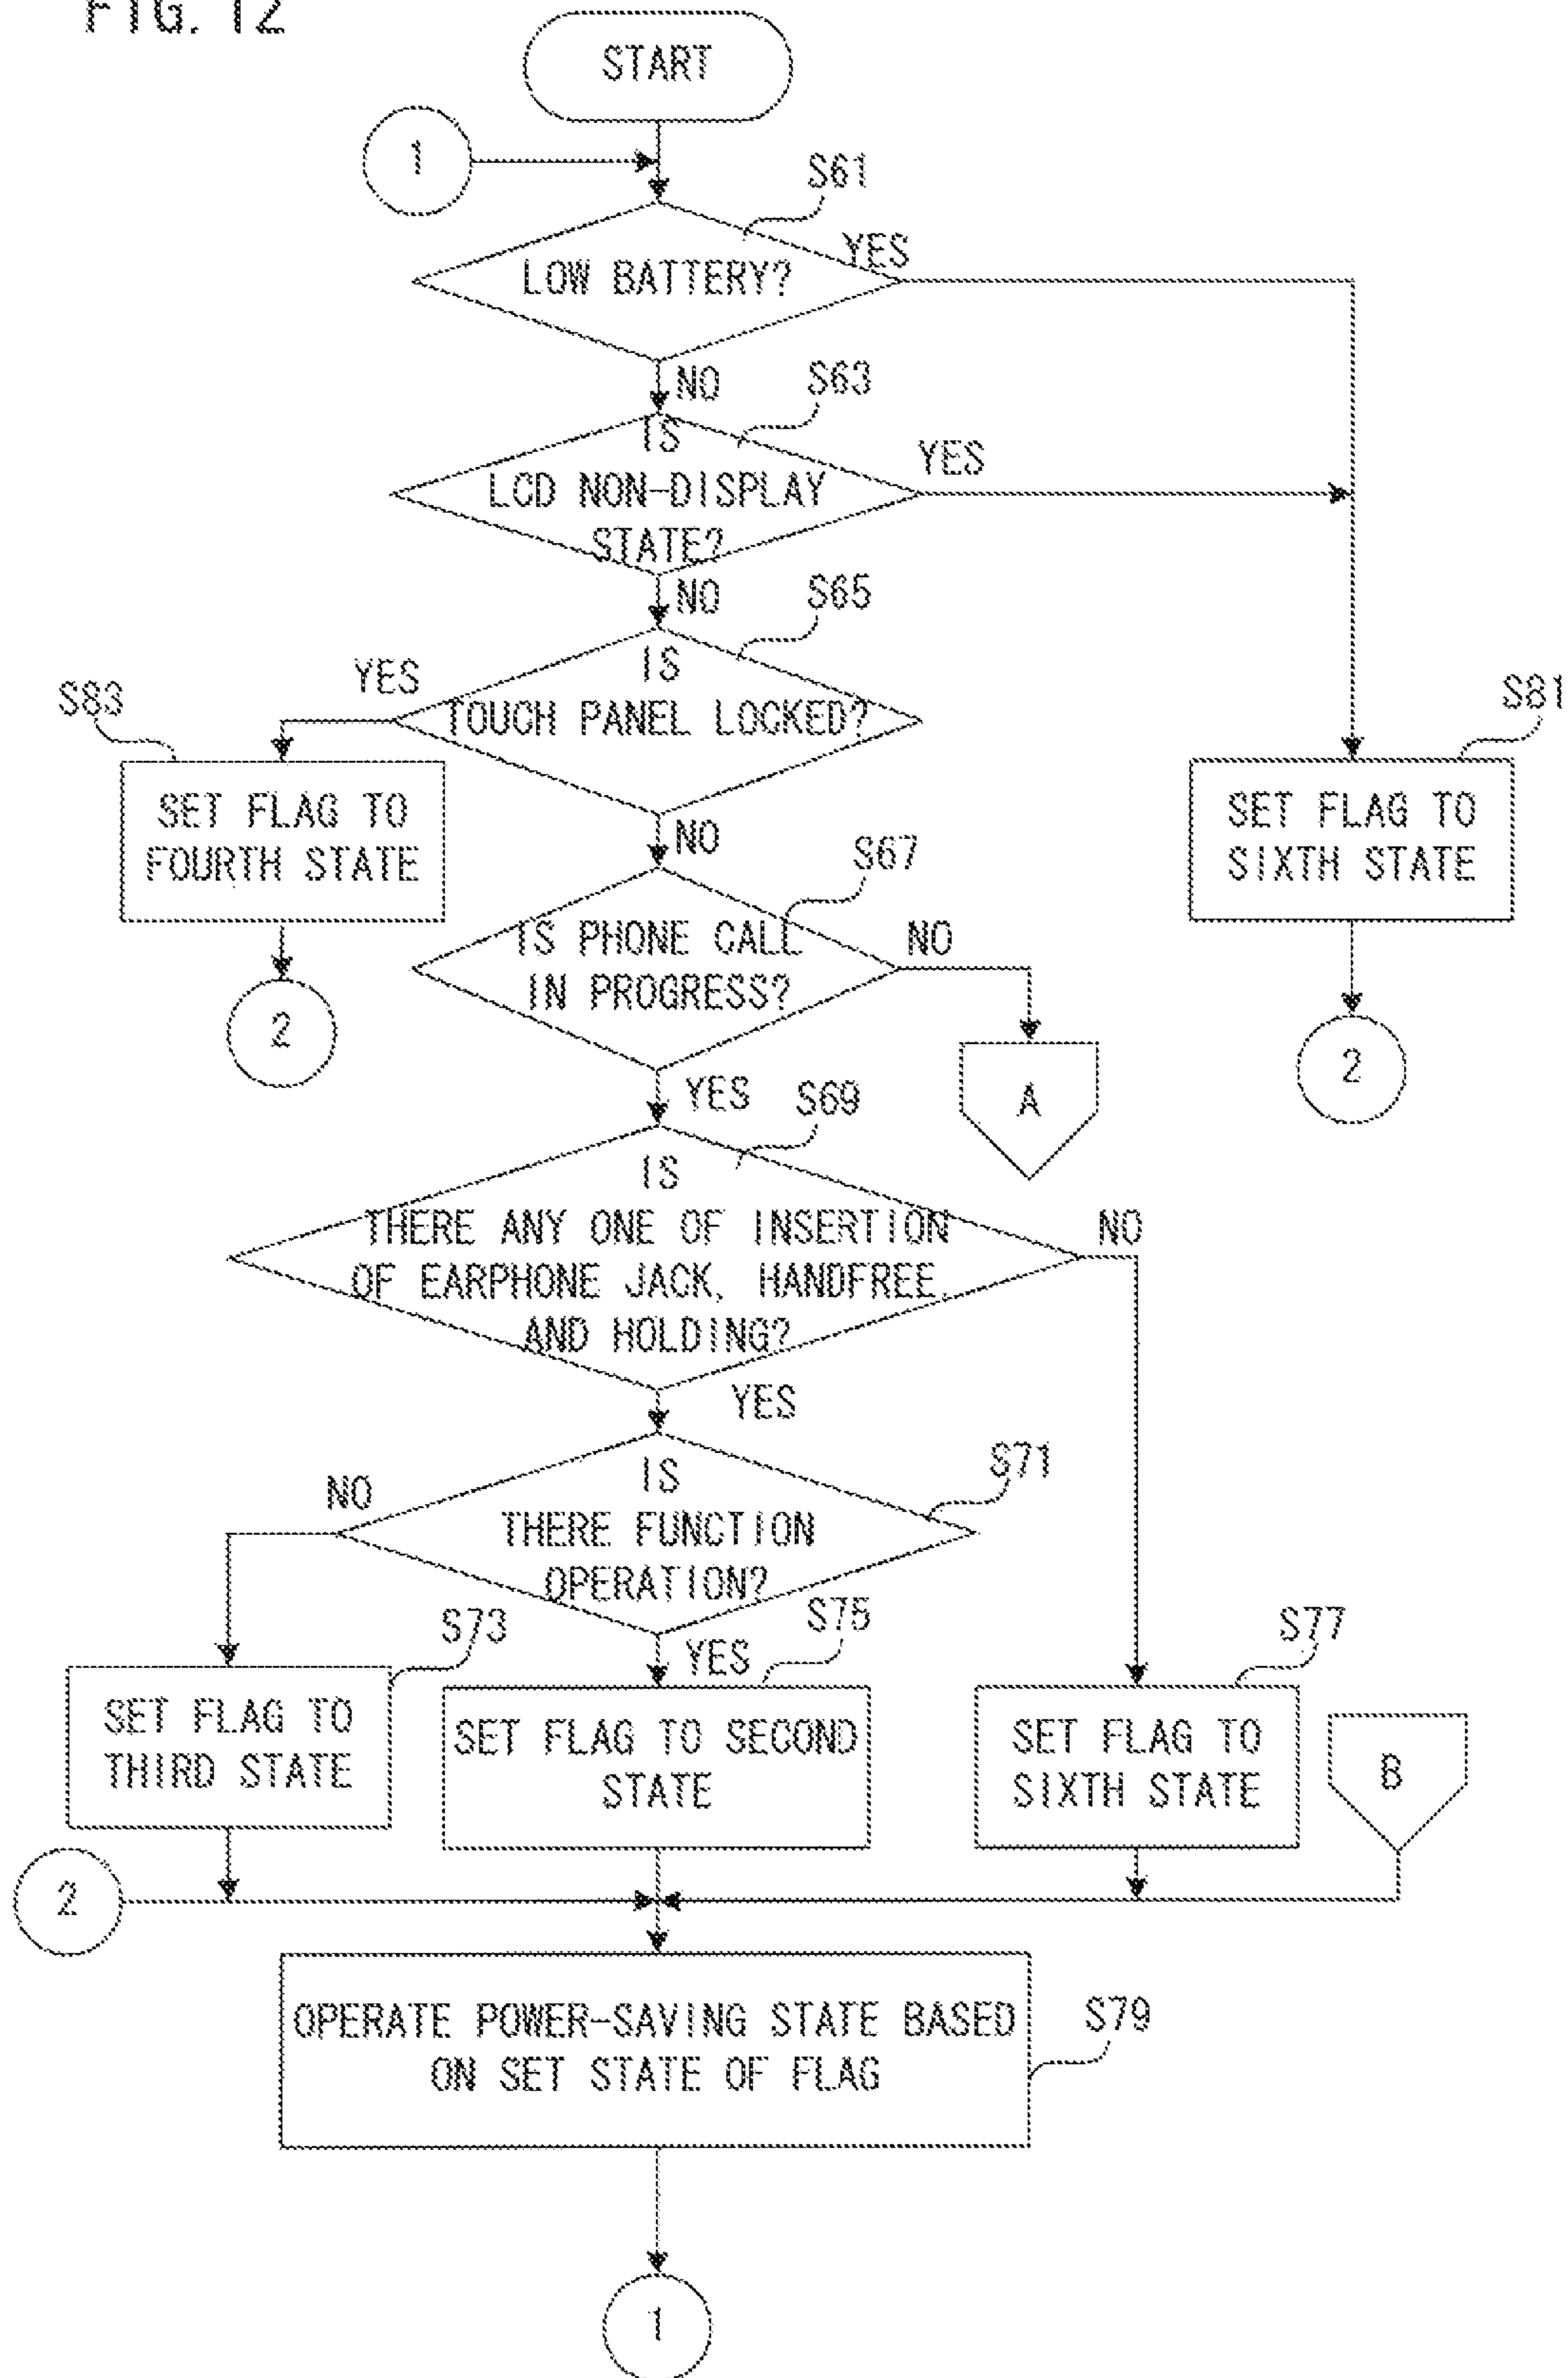 FIG. 12
START
1
S61
LOW BATTERY?
YES
NO
S63
IS
LCD NON-DISPLAY
STATE?
YES
NO
S65
IS
TOUCH PANEL LOCKED?
YES
S83
SET FLAG TO
FOURTH STATE
2
S81
SET FLAG TO
SIXTH STATE
2
NO
S67
IS PHONE CALL
IN PROGRESS?
NO
A
YES
S69
IS
THERE ANY ONE OF INSERTION
OF EARPHONE JACK, HANDFREE,
AND HOLDING?
NO
YES
S71
IS
THERE FUNCTION
OPERATION?
NO
YES
S73
SET FLAG TO
THIRD STATE
S75
SET FLAG TO SECOND
STATE
S77
SET FLAG TO
SIXTH STATE
B
2
OPERATE POWER-SAVING STATE BASED
ON SET STATE OF FLAG
S79
1